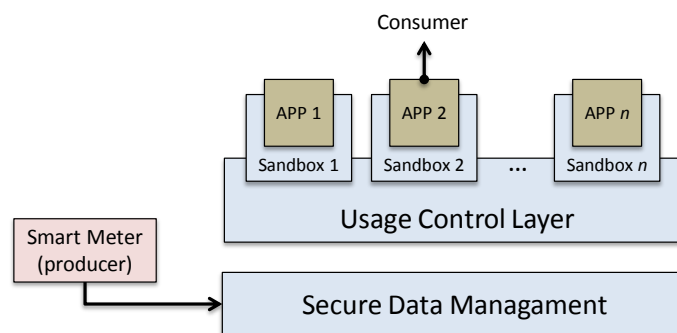 Consumer
APP 1
APP 2
APP n
Sandbox 1
Sandbox 2
...
Sandbox n
Usage Control Layer
Smart Meter
(producer)
Secure Data Managament